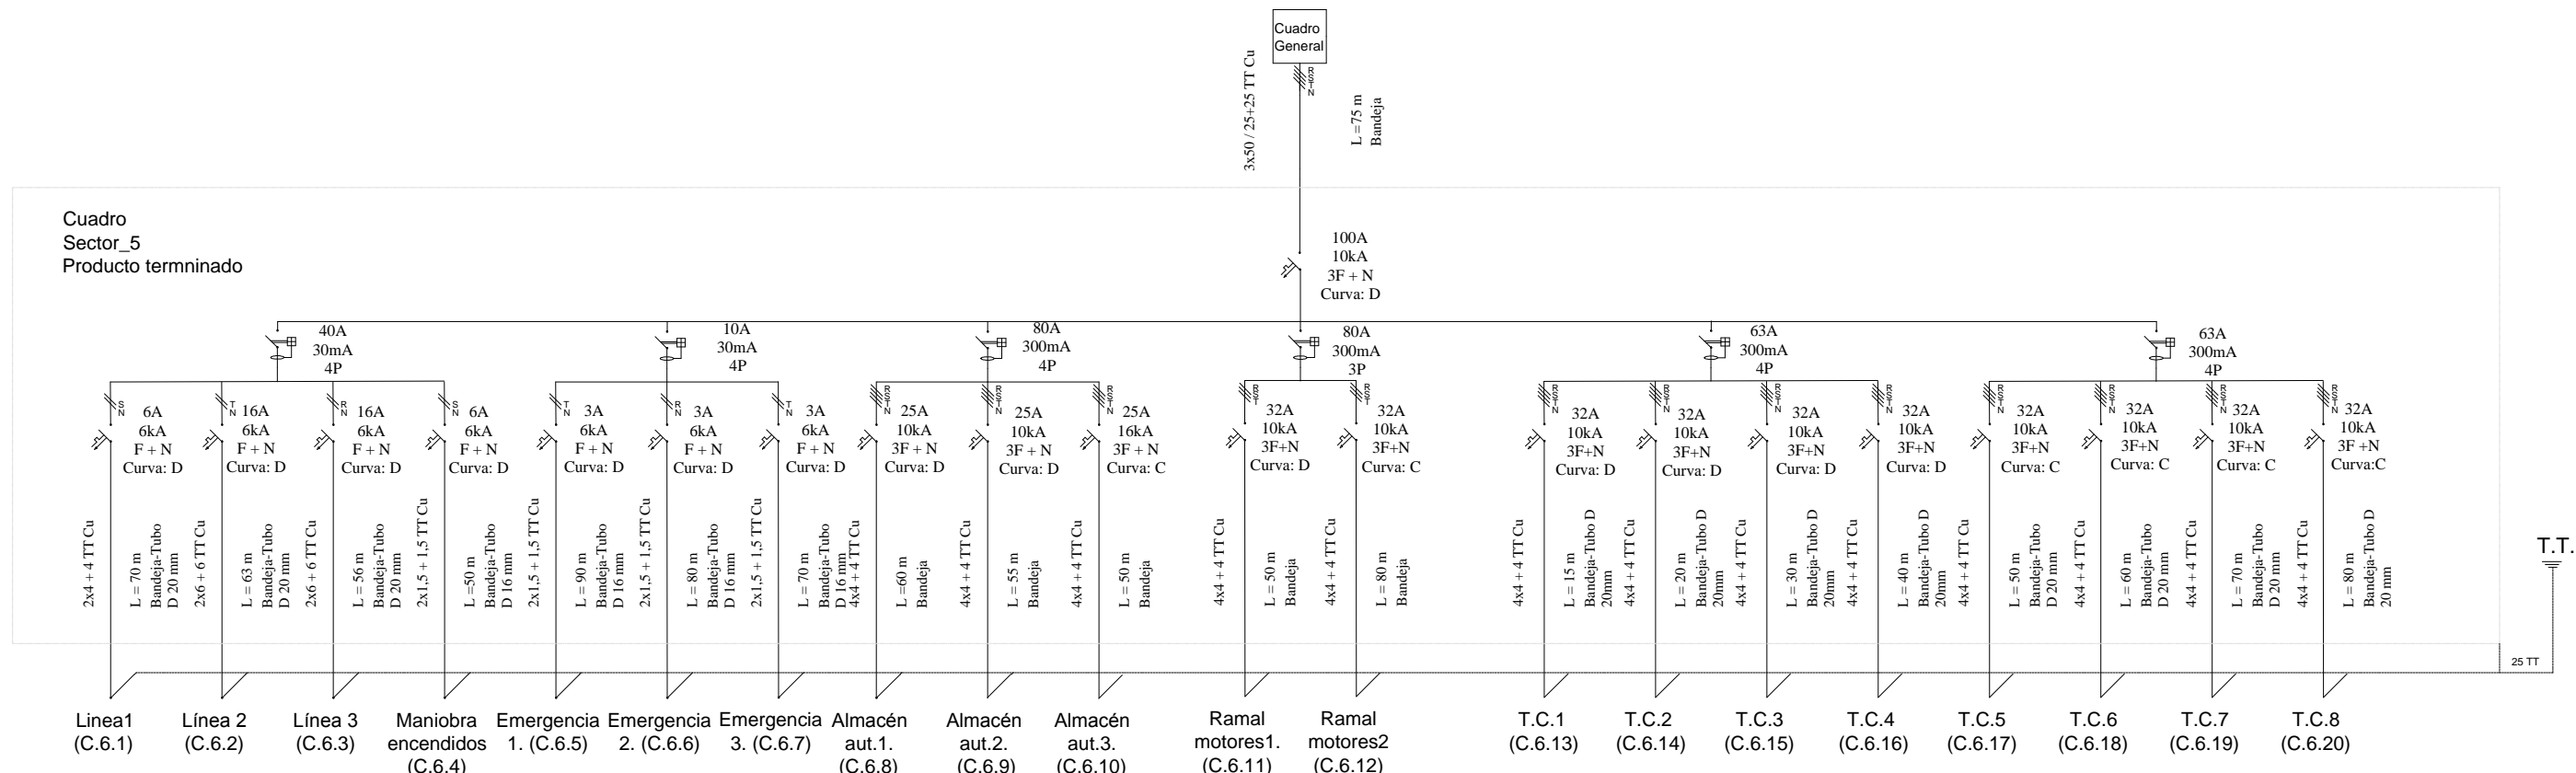 Cuadro
General
R
S
T
N
3x50 / 25+25 TT Cu
L =75 m
Bandeja
Cuadro
Sector_5
Producto termninado
100A
10kA
3F + N
Curva: D
40A
30mA
4P
10A
30mA
4P
80A
300mA
4P
80A
300mA
3P
63A
300mA
4P
63A
300mA
4P
S
N
6A
6kA
F + N
Curva: D
2x4 + 4 TT Cu
L = 70 m
Bandeja-Tubo
D 20 mm
T
N
16A
6kA
F + N
Curva: D
2x6 + 6 TT Cu
L = 63 m
Bandeja-Tubo
D 20 mm
R
N
16A
6kA
F + N
Curva: D
2x6 + 6 TT Cu
L = 56 m
Bandeja-Tubo
D 20 mm
S
N
6A
6kA
F + N
Curva: D
2x1,5 + 1,5 TT Cu
L =50 m
Bandeja-Tubo
D 16 mm
T
N
3A
6kA
F + N
Curva: D
2x1,5 + 1,5 TT Cu
L = 90 m
Bandeja-Tubo
D 16 mm
R
N
3A
6kA
F + N
Curva: D
2x1,5 + 1,5 TT Cu
L = 80 m
Bandeja-Tubo
D 16 mm
T
N
3A
6kA
F + N
Curva: D
2x1,5 + 1,5 TT Cu
L = 70 m
Bandeja-Tubo
D 16 mm
R
S
T
N
25A
10kA
3F + N
Curva: D
4x4 + 4 TT Cu
L =60 m
Bandeja
R
S
T
N
25A
10kA
3F + N
Curva: D
4x4 + 4 TT Cu
L = 55 m
Bandeja
R
S
T
N
25A
16kA
3F + N
Curva: C
4x4 + 4 TT Cu
L = 50 m
Bandeja
R
S
T
32A
10kA
3F+N
Curva: D
4x4 + 4 TT Cu
L = 50 m
Bandeja
R
S
T
32A
10kA
3F+N
Curva: C
4x4 + 4 TT Cu
L = 80 m
Bandeja
R
S
T
N
32A
10kA
3F+N
Curva: D
4x4 + 4 TT Cu
L = 15 m
Bandeja-Tubo D
20mm
R
S
T
N
32A
10kA
3F+N
Curva: D
4x4 + 4 TT Cu
L = 20 m
Bandeja-Tubo D
20mm
R
S
T
N
32A
10kA
3F+N
Curva: D
4x4 + 4 TT Cu
L = 30 m
Bandeja-Tubo D
20mm
R
S
T
N
32A
10kA
3F+N
Curva: D
4x4 + 4 TT Cu
L = 40 m
Bandeja-Tubo D
20mm
R
S
T
N
32A
10kA
3F+N
Curva: C
4x4 + 4 TT Cu
L = 50 m
Bandeja-Tubo
D 20 mm
R
S
T
N
32A
10kA
3F+N
Curva: C
4x4 + 4 TT Cu
L = 60 m
Bandeja-Tubo
D 20 mm
R
S
T
N
32A
10kA
3F+N
Curva: C
4x4 + 4 TT Cu
L = 70 m
Bandeja-Tubo
D 20 mm
R
S
T
N
32A
10kA
3F +N
Curva:C
4x4 + 4 TT Cu
L = 80 m
Bandeja-Tubo D
20 mm
T.T.
25 TT
Linea1
(C.6.1)
Línea 2
(C.6.2)
Línea 3
(C.6.3)
Maniobra
encendidos
(C.6.4)
Emergencia
1. (C.6.5)
Emergencia
2. (C.6.6)
Emergencia
3. (C.6.7)
Almacén
aut.1.
(C.6.8)
Almacén
aut.2.
(C.6.9)
Almacén
aut.3.
(C.6.10)
Ramal
motores1.
(C.6.11)
Ramal
motores2
(C.6.12)
T.C.1
(C.6.13)
T.C.2
(C.6.14)
T.C.3
(C.6.15)
T.C.4
(C.6.16)
T.C.5
(C.6.17)
T.C.6
(C.6.18)
T.C.7
(C.6.19)
T.C.8
(C.6.20)